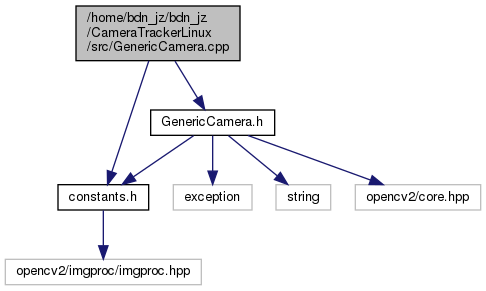 /home/bdn_jz/bdn_jz
/CameraTrackerLinux
/src/GenericCamera.cpp
GenericCamera.h
constants.h
exception
string
opencv2/core.hpp
opencv2/imgproc/imgproc.hpp